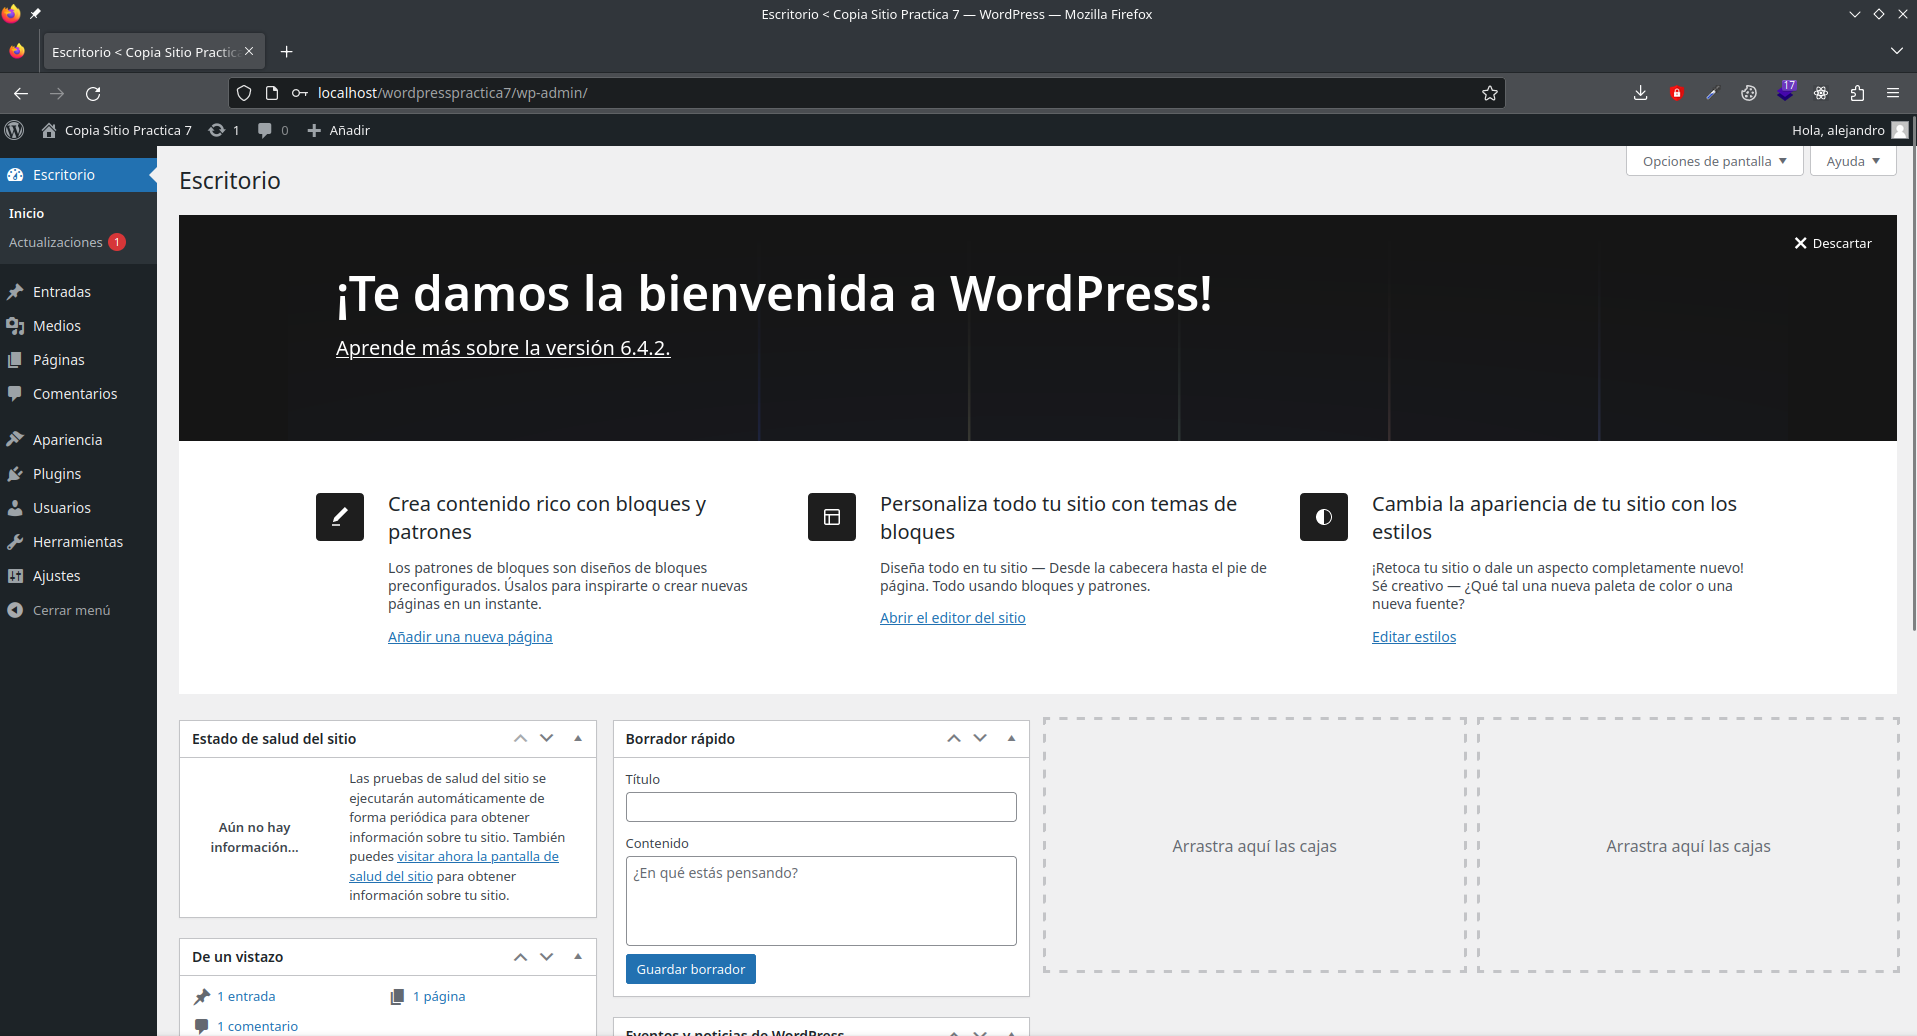 Escritorio < Copia Sitio Practica 7 — WordPress — Mozilla Firefox
Escritorio < Copia Sitio Practic
localhost/wordpresspractica7/wp-admin/
17
Copia Sitio Practica 7
1
0
Añadir
Hola, alejandro
Escritorio
Inicio
Actualizaciones 1
Entradas
Medios
Páginas
Comentarios
Apariencia
Plugins
Usuarios
Herramientas
Ajustes
Cerrar menú
Opciones de pantalla
Ayuda
Escritorio
Descartar
¡Te damos la bienvenida a WordPress!
Aprende más sobre la versión 6.4.2.
Crea contenido rico con bloques y
patrones
Los patrones de bloques son diseños de bloques
preconfigurados. Úsalos para inspirarte o crear nuevas
páginas en un instante.
Añadir una nueva página
Personaliza todo tu sitio con temas de
bloques
Diseña todo en tu sitio — Desde la cabecera hasta el pie de
página. Todo usando bloques y patrones.
Abrir el editor del sitio
Cambia la apariencia de tu sitio con los
estilos
¡Retoca tu sitio o dale un aspecto completamente nuevo!
Sé creativo — ¿Qué tal una nueva paleta de color o una
nueva fuente?
Editar estilos
Estado de salud del sitio
Aún no hay
información...
Las pruebas de salud del sitio se
ejecutarán automáticamente de
forma periódica para obtener
información sobre tu sitio. También
puedes visitar ahora la pantalla de
salud del sitio para obtener
información sobre tu sitio.
De un vistazo
1 entrada
1 página
1 comentario
Borrador rápido
Título
Contenido
¿En qué estás pensando?
Guardar borrador
Eventos y noticias de WordPress
Arrastra aquí las cajas
Arrastra aquí las cajas